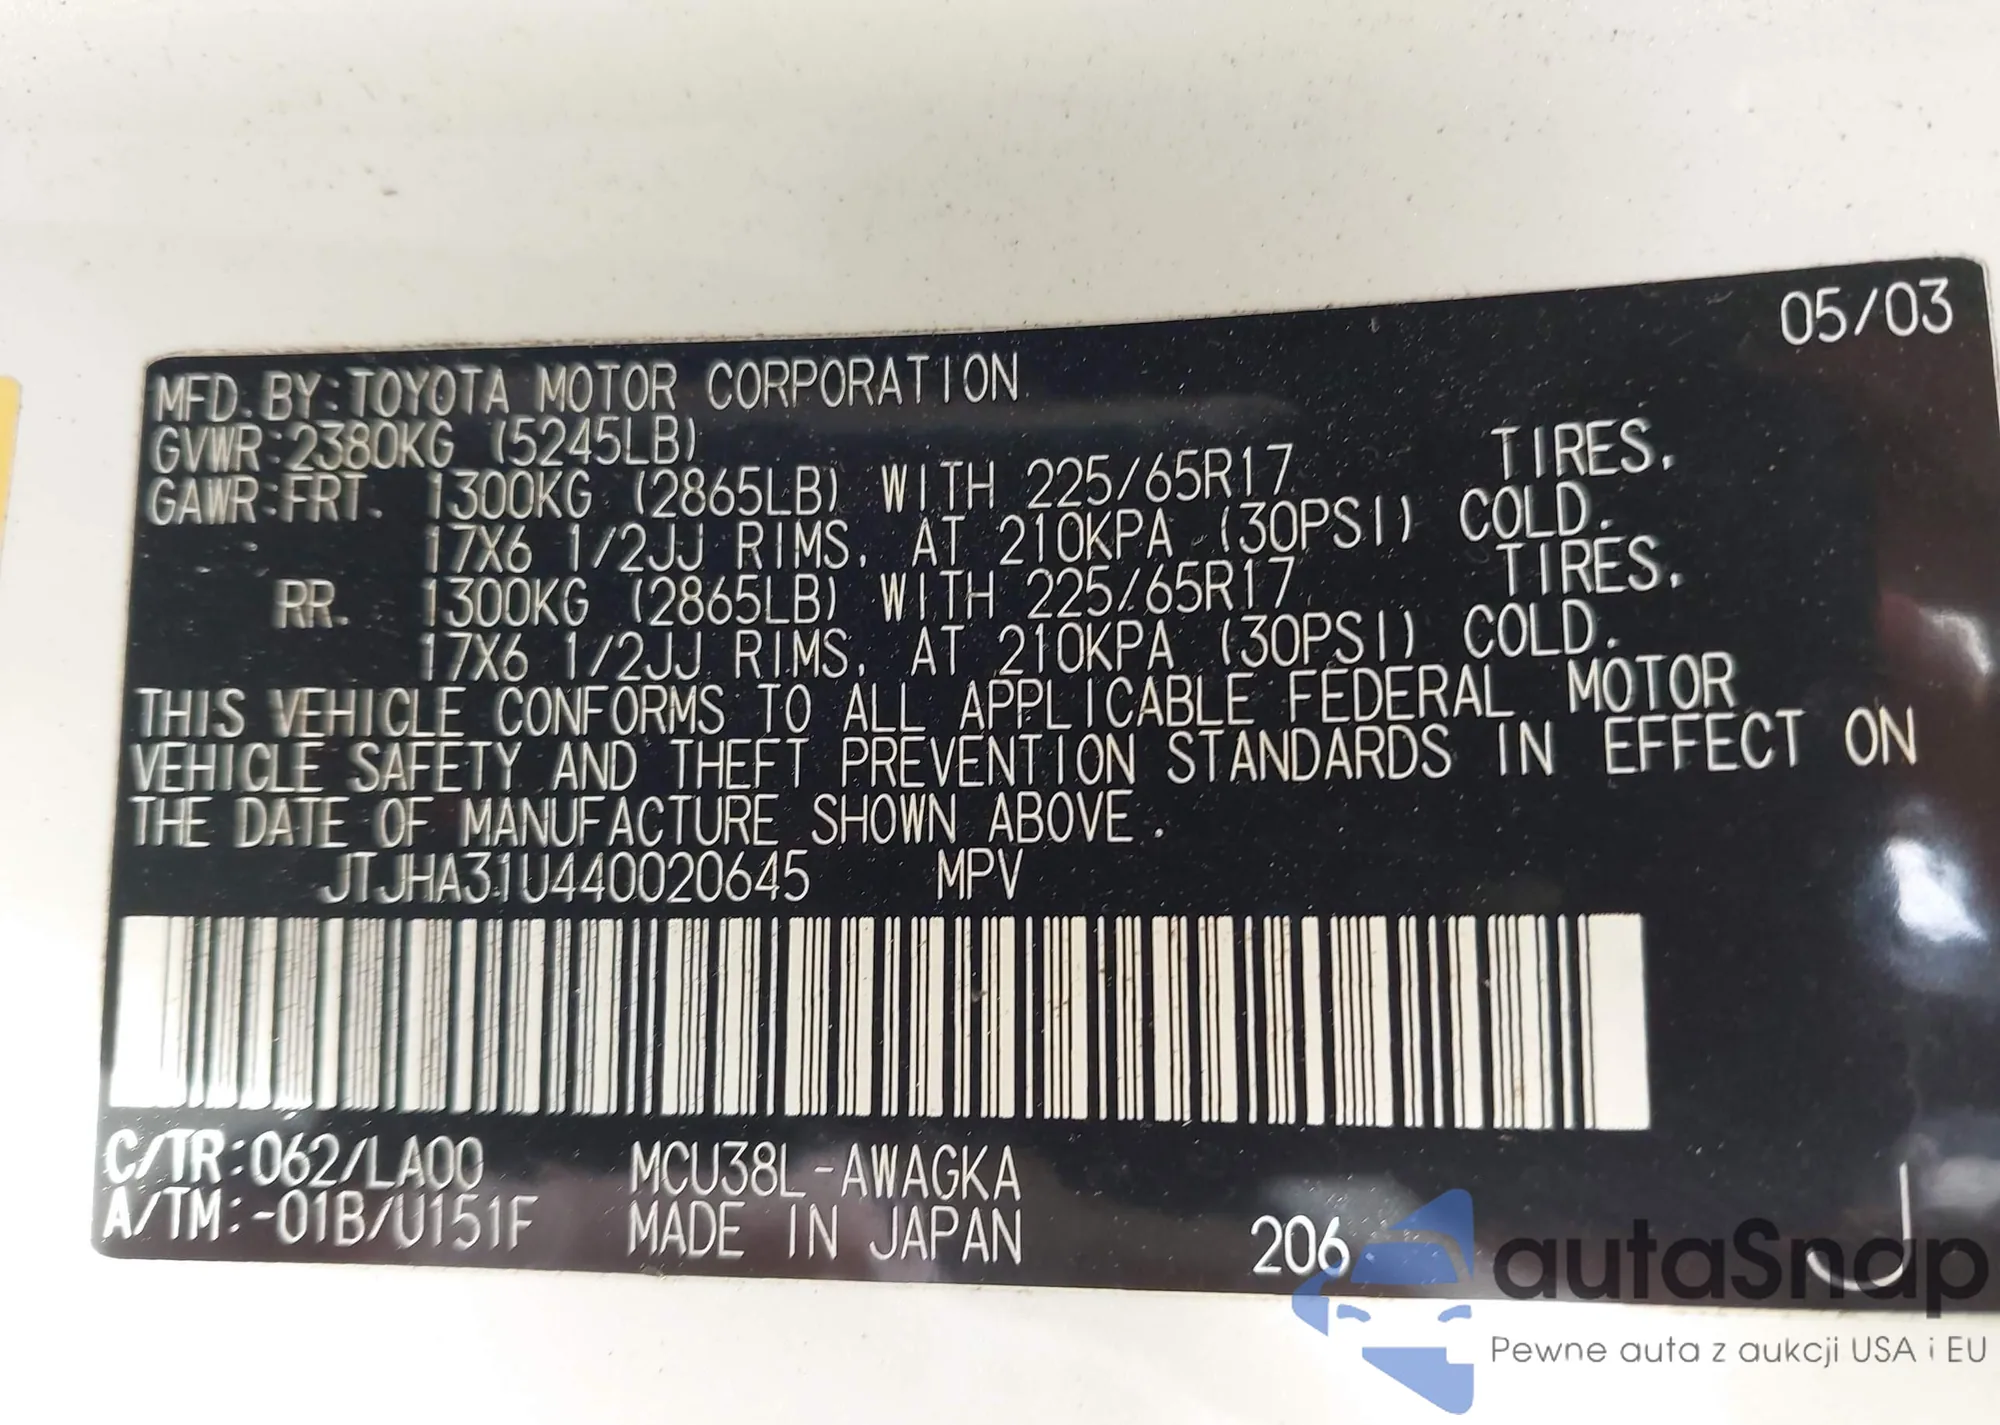 05/03
MFD. BY: TOYOTA MOTOR CORPORATION
GVWR: 2380KG (5245LB)
GAWR: FRT. 1300KG (2865LB) WITH 225/65R17 TIRES,
17X6 1/2JJ RIMS, AT 210KPA (30PSI) COLD.
RR. 1300KG (2865LB) WITH 225/65R17 TIRES,
17X6 1/2JJ RIMS, AT 210KPA (30PSI) COLD.
THIS VEHICLE CONFORMS TO ALL APPLICABLE FEDERAL MOTOR
VEHICLE SAFETY AND THEFT PREVENTION STANDARDS IN EFFECT ON
THE DATE OF MANUFACTURE SHOWN ABOVE.
JTJHA31U440020645 MPV
C/TR: 062/LA00 MCU38L-AWAGKA
A/TM: -01B/U151F MADE IN JAPAN 206 J
autaSnap
Pewne auta z aukcji USA i EU